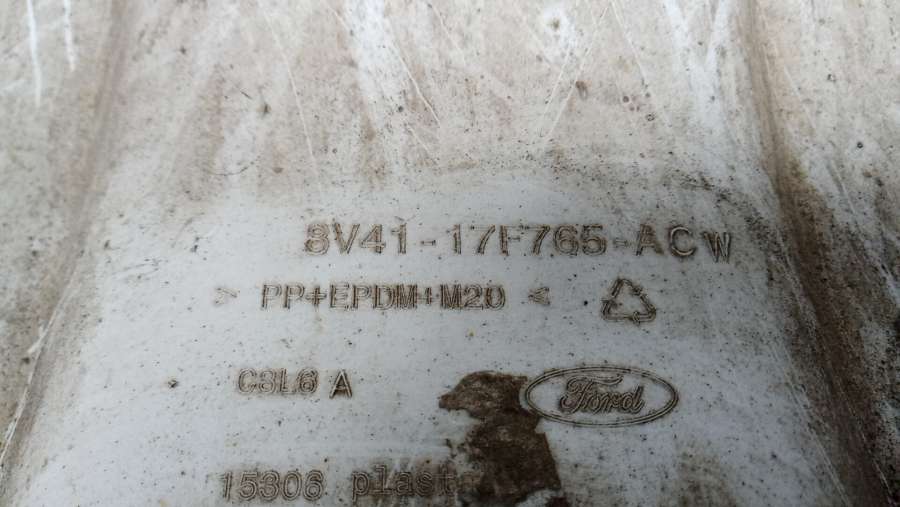 8V41-17F765-ACW
> PP+EPDM+M20 <
C3L6 A
Ford
15306 plast